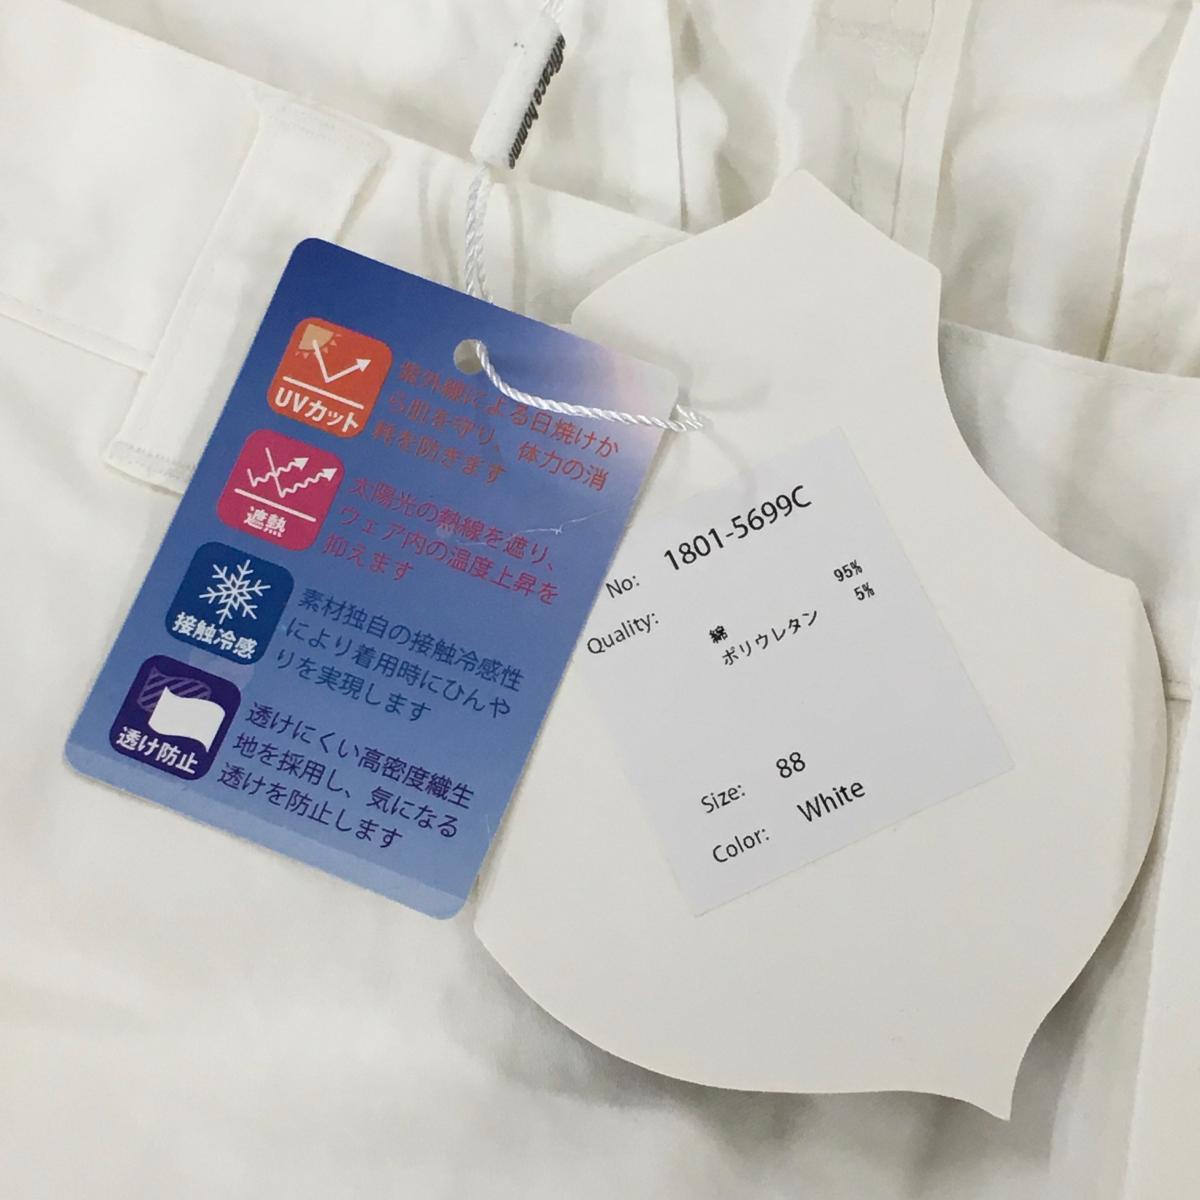 efficace homme
UVカット
紫外線による日焼けか
ら肌を守り、体力の消
耗を防ぎます
遮熱
太陽光の熱線を遮り、
ウェア内の温度上昇を
抑えます
接触冷感
素材独自の接触冷感性
により着用時にひんや
りを実現します
透け防止
透けにくい高密度織生
地を採用し、気になる
透けを防止します
No: 1801-5699C
Quality:
綿 95%
ポリウレタン 5%
Size: 88
Color: White